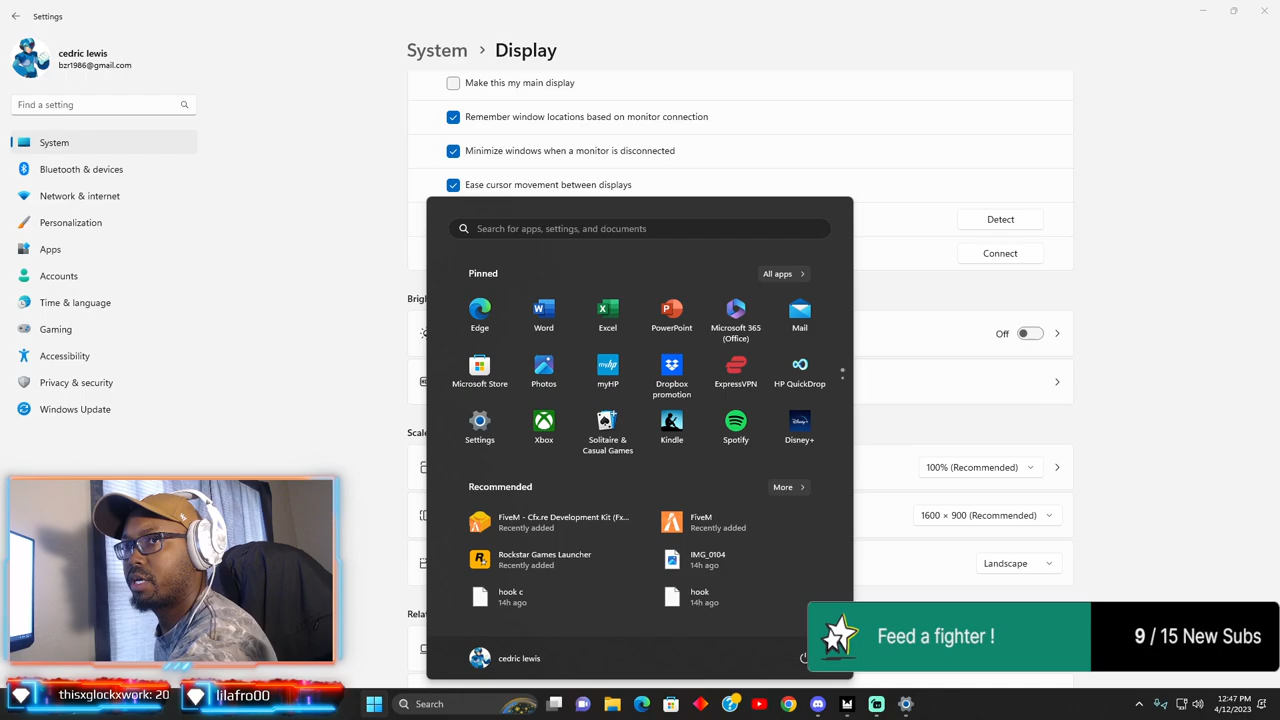 Settings
cedric lewis
bzr1986@gmail.com
Find a setting
System
Bluetooth & devices
Network & internet
Personalization
Apps
Accounts
Time & language
Gaming
Accessibility
Privacy & security
Windows Update
System > Display
Make this my main display
Remember window locations based on monitor connection
Minimize windows when a monitor is disconnected
Ease cursor movement between displays
Detect
Connect
Off
100% (Recommended)
1600 × 900 (Recommended)
Landscape
Search for apps, settings, and documents
Pinned
All apps
Edge
Word
Excel
PowerPoint
Microsoft 365
(Office)
Mail
Microsoft Store
Photos
myHP
Dropbox
promotion
ExpressVPN
HP QuickDrop
Settings
Xbox
Solitaire &
Casual Games
Kindle
Spotify
Disney+
Recommended
More
FiveM - Cfx.re Development Kit (Fx...
Recently added
FiveM
Recently added
Rockstar Games Launcher
Recently added
IMG_0104
14h ago
hook c
14h ago
hook
14h ago
cedric lewis
Feed a fighter !
9 / 15 New Subs
thisxglockxwork: 20
lilafro00
Search
12:47 PM
4/12/2023